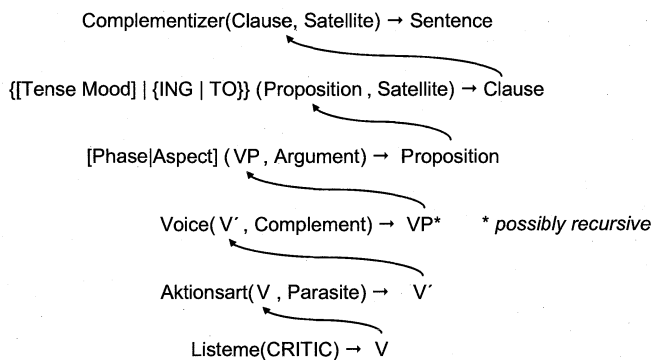 Complementizer(Clause, Satellite) → Sentence
{[Tense Mood] | {ING | TO}} (Proposition , Satellite) → Clause
[Phase|Aspect] ( VP , Argument) → Proposition
Voice( V´ , Complement) → VP* * possibly recursive
Aktionsart( V , Parasite) → V´
Listeme(CRITIC) → V